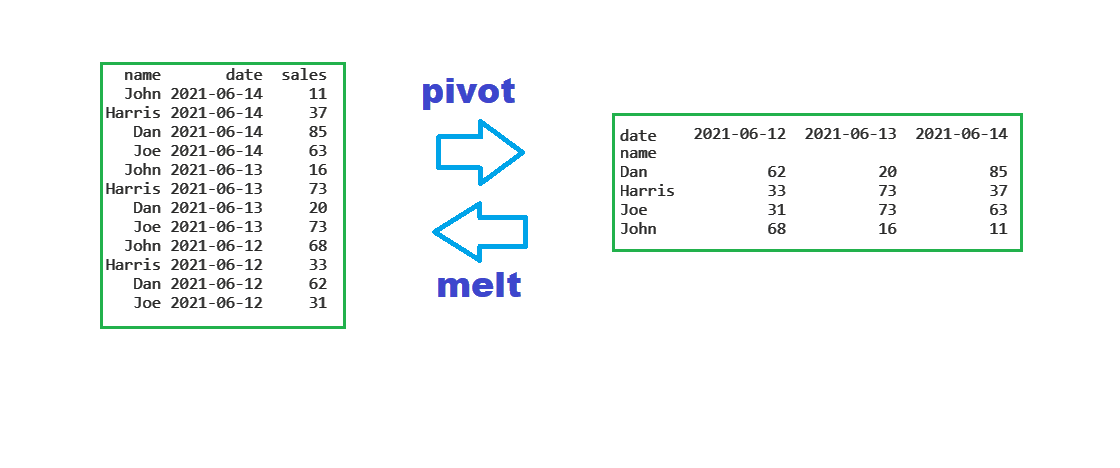 name date sales
John 2021-06-14 11
Harris 2021-06-14 37
Dan 2021-06-14 85
Joe 2021-06-14 63
John 2021-06-13 16
Harris 2021-06-13 73
Dan 2021-06-13 20
Joe 2021-06-13 73
John 2021-06-12 68
Harris 2021-06-12 33
Dan 2021-06-12 62
Joe 2021-06-12 31
pivot
melt
date 2021-06-12 2021-06-13 2021-06-14
name
Dan 62 20 85
Harris 33 73 37
Joe 31 73 63
John 68 16 11